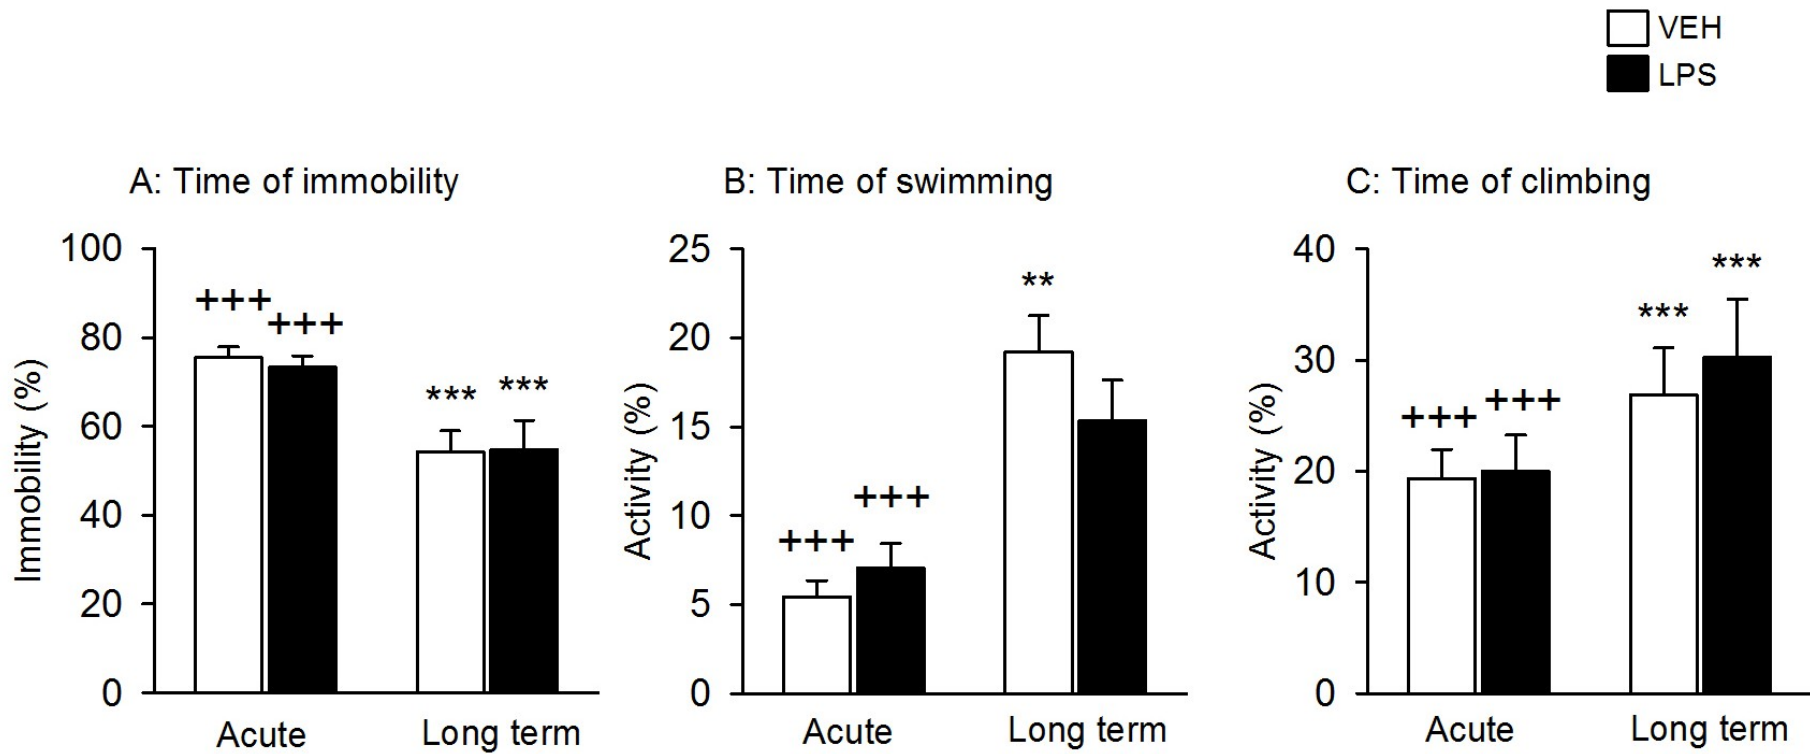 VEH
LPS
A: Time of immobility
B: Time of swimming
C: Time of climbing
Immobility (%)
100
80
60
40
20
0
+++
+++
***
***
Acute
Long term
Activity (%)
25
20
15
10
5
0
+++
+++
**
Acute
Long term
Activity (%)
40
30
20
10
0
+++
+++
***
***
Acute
Long term